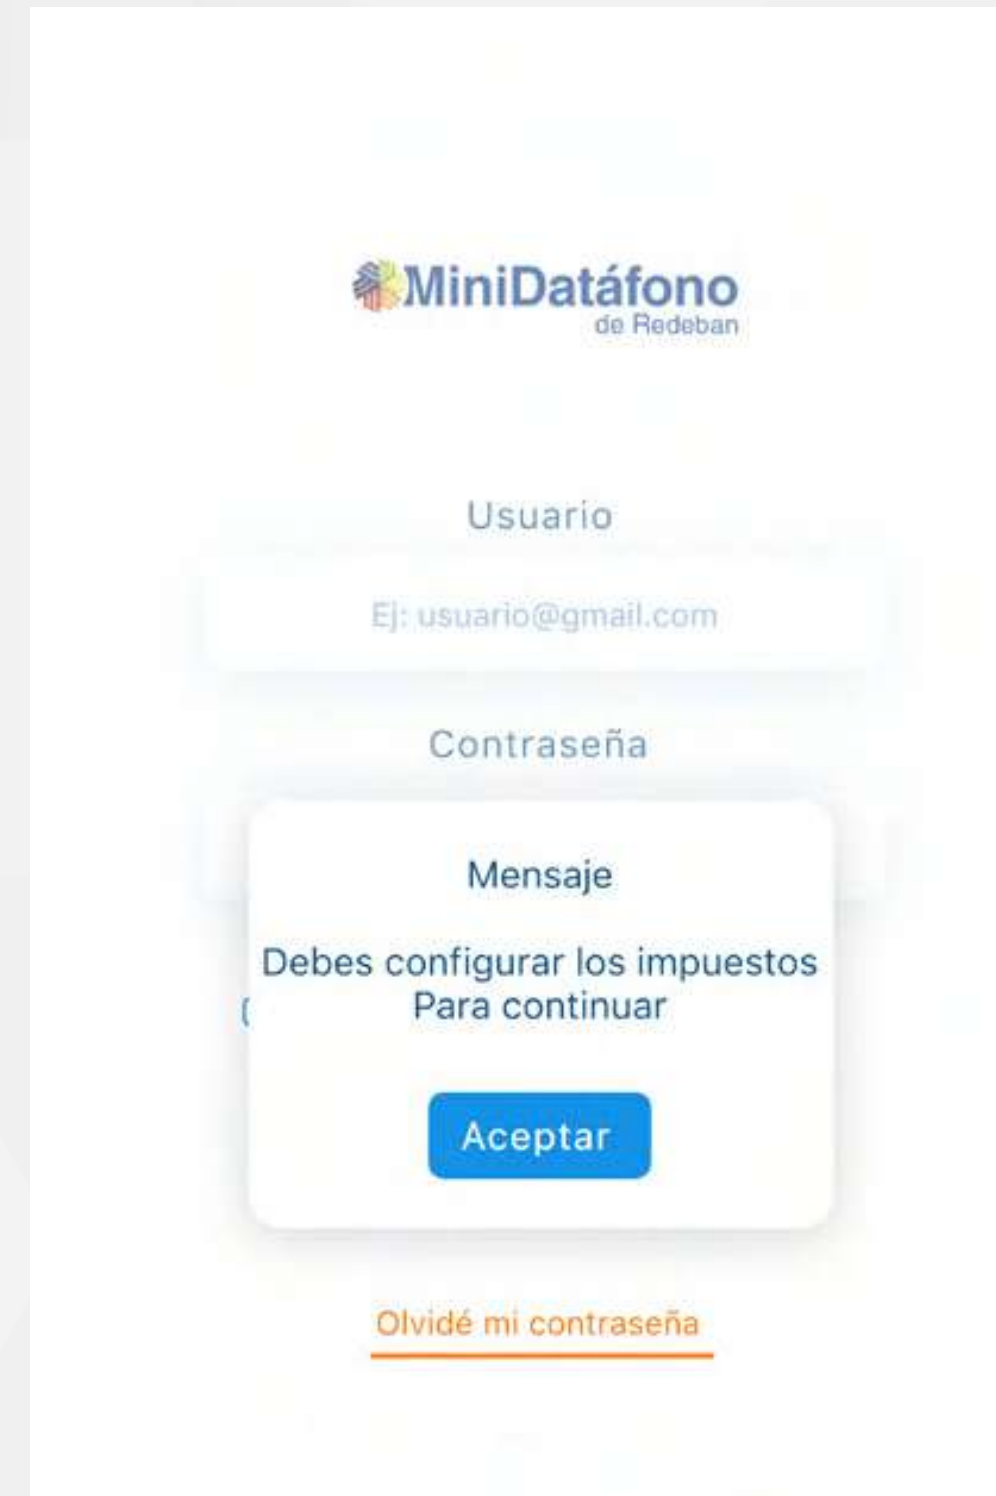 MiniDatáfono
de Redeban
Usuario
Ej: usuario@gmail.com
Contraseña
Mensaje
Debes configurar los impuestos
Para continuar
Aceptar
Olvidé mi contraseña